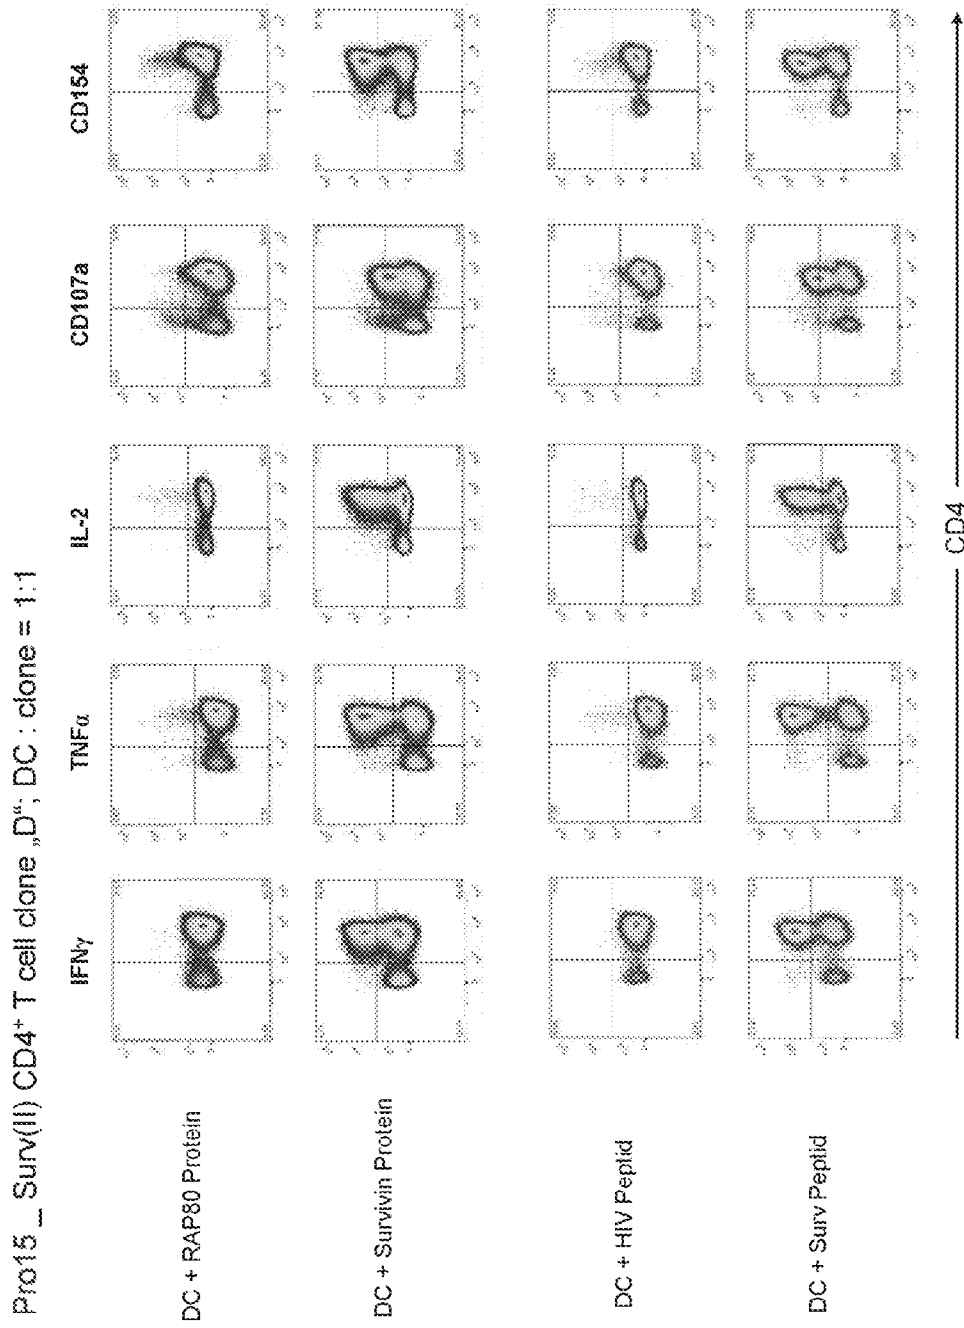 Pro15 _ Surv(II) CD4⁺ T cell clone „D“; DC : clone = 1:1
IFNγ TNFα IL-2 CD107a CD154
DC + RAP80 Protein
DC + Survivin Protein
DC + HIV Peptid
DC + Surv Peptid
CD4